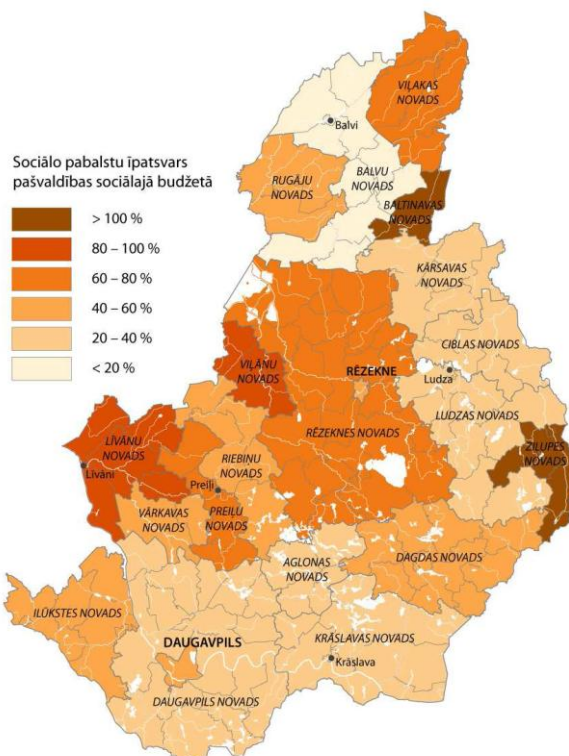 VIĻAKAS
NOVADS
Balvi
Sociālo pabalstu īpatsvars
pašvaldības sociālajā budžetā
> 100 %
80 – 100 %
60 – 80 %
40 – 60 %
20 – 40 %
< 20 %
RUGĀJU
NOVADS
BALVU
NOVADS
BALTINAVAS
NOVADS
KĀRSAVAS
NOVADS
CIBLAS NOVADS
VIĻĀNU
NOVADS
RĒZEKNE
Ludza
LUDZAS NOVADS
LĪVĀNU
NOVADS
Līvāni
RIEBIŅU
NOVADS
RĒZEKNES NOVADS
ZILUPES
NOVADS
Preiļi
VĀRKAVAS
NOVADS
PREIĻU
NOVADS
AGLONAS
NOVADS
DAGDAS NOVADS
ILŪKSTES NOVADS
DAUGAVPILS
KRĀSLAVAS NOVADS
Krāslava
DAUGAVPILS NOVADS